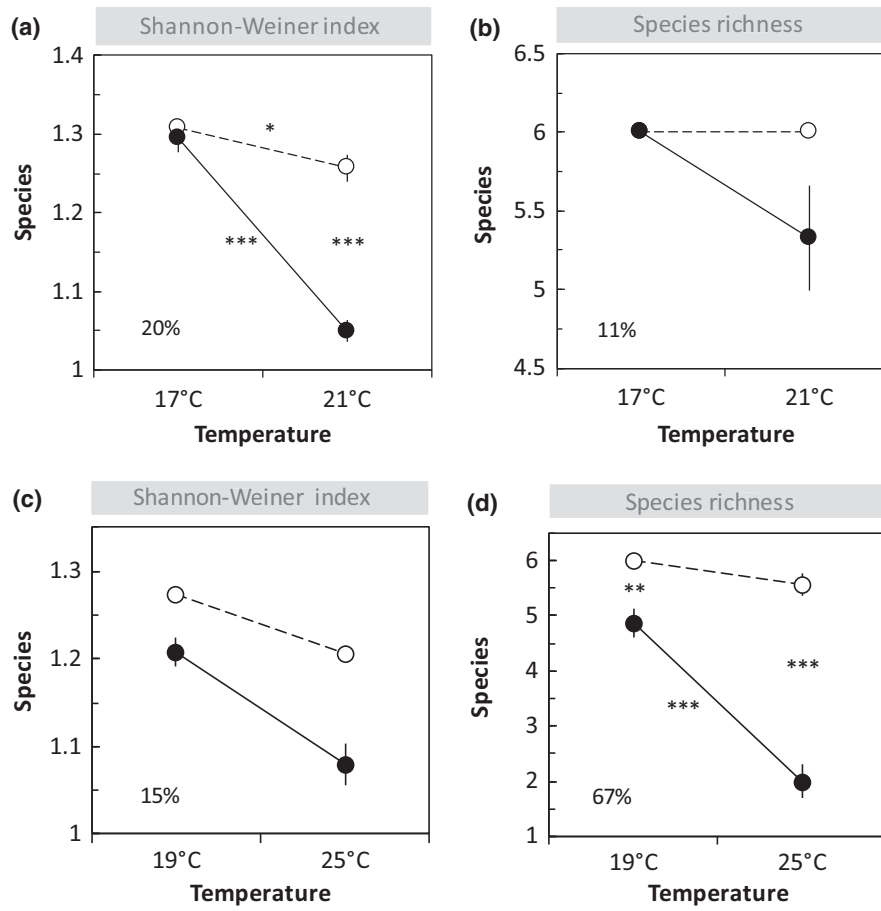 (a) Shannon-Weiner index
1.4
1.3
1.2
1.1
1
Species
*
*** ***
20%
17°C 21°C
Temperature
(b) Species richness
6.5
6
5.5
5
4.5
Species
11%
17°C 21°C
Temperature
(c) Shannon-Weiner index
1.3
1.2
1.1
1
Species
15%
19°C 25°C
Temperature
(d) Species richness
6
5
4
3
2
1
Species
**
***
***
67%
19°C 25°C
Temperature